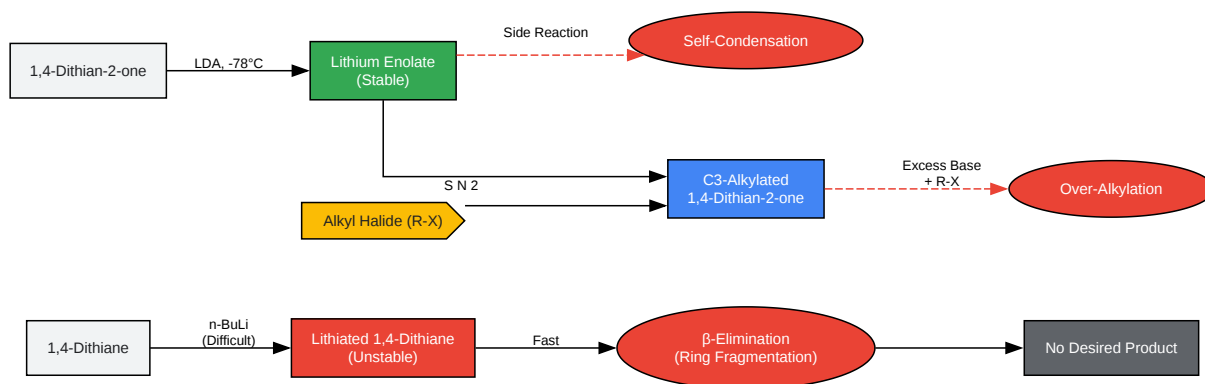 Side Reaction
Self-Condensation
1,4-Dithian-2-one
LDA, -78°C
Lithium Enolate
(Stable)
S N 2
Alkyl Halide (R-X)
C3-Alkylated
1,4-Dithian-2-one
Excess Base
+ R-X
Over-Alkylation
1,4-Dithiane
n-BuLi
(Difficult)
Lithiated 1,4-Dithiane
(Unstable)
Fast
β-Elimination
(Ring Fragmentation)
No Desired Product